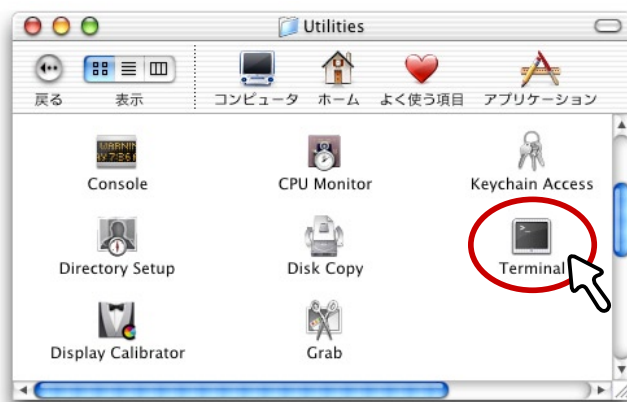 Utilities
戻る 表示 コンピュータ ホーム よく使う項目 アプリケーション
Console CPU Monitor Keychain Access
Directory Setup Disk Copy Terminal
Display Calibrator Grab